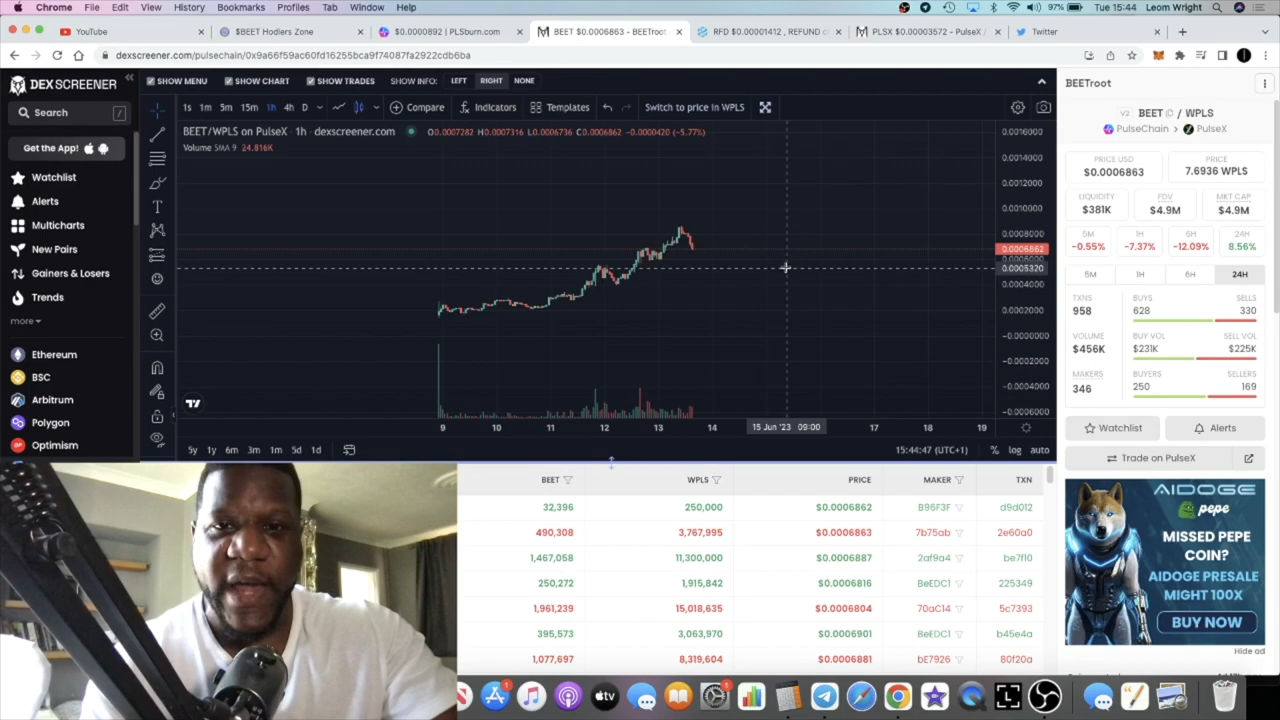 Chrome File Edit View History Bookmarks Profiles Tab Window Help 97% Tue 15:44 Leom Wright
YouTube × $BEET Hodlers Zone × $0.000892 | PLSburn.com × BEET $0.0006863 - BEETroot × RFD $0.00001412 , REFUND × PLSX $0.00003572 - PulseX / × Twitter ×
dexscreener.com/pulsechain/0x9a66f59ac60fd16255bca9f74087fa2922cdb6ba
DEX SCREENER
Search /
Get the App!
Watchlist
Alerts
Multicharts
New Pairs
Gainers & Losers
Trends
more
Ethereum
BSC
Arbitrum
Polygon
Optimism
SHOW MENU SHOW CHART SHOW TRADES SHOW INFO: LEFT RIGHT NONE
1s 1m 5m 15m 1h 4h D Compare Indicators Templates Switch to price in WPLS
BEET/WPLS on PulseX · 1h · dexscreener.com O0.0007282 H0.0007316 L0.0006736 C0.0006862 -0.0000420 (-5.77%)
Volume SMA 9 24.816K
0.0016000
0.0014000
0.0012000
0.0010000
0.0008000
0.0006862
0.0005320
0.0004000
0.0002000
-0.0000000
-0.0002000
-0.0004000
-0.0006000
9 10 11 12 13 14 15 Jun '23 09:00 17 18 19
5y 1y 6m 3m 1m 5d 1d 15:44:47 (UTC+1) % log auto
BEET WPLS PRICE MAKER TXN
32,396 250,000 $0.0006862 B96F3F d9d012
490,308 3,767,995 $0.0006863 7b75ab 2e60a0
1,467,058 11,300,000 $0.0006887 2af9a4 be7f10
250,272 1,915,842 $0.0006816 BeEDC1 225349
1,961,239 15,018,635 $0.0006804 70aC14 5c7393
395,573 3,063,970 $0.0006901 BeEDC1 b45e4a
1,077,697 8,319,604 $0.0006881 bE7926 80f20a
BEETroot
V2 BEET / WPLS
PulseChain > PulseX
PRICE USD PRICE
$0.0006863 7.6936 WPLS
LIQUIDITY FDV MKT CAP
$381K $4.9M $4.9M
5M 1H 6H 24H
-0.55% -7.37% -12.09% 8.56%
5M 1H 6H 24H
TXNS BUYS SELLS
958 628 330
VOLUME BUY VOL SELL VOL
$456K $231K $225K
MAKERS BUYERS SELLERS
346 250 169
Watchlist Alerts
Trade on PulseX
AIDOGE
pepe
MISSED PEPE
COIN?
AIDOGE PRESALE
MIGHT 100X
BUY NOW
Hide ad